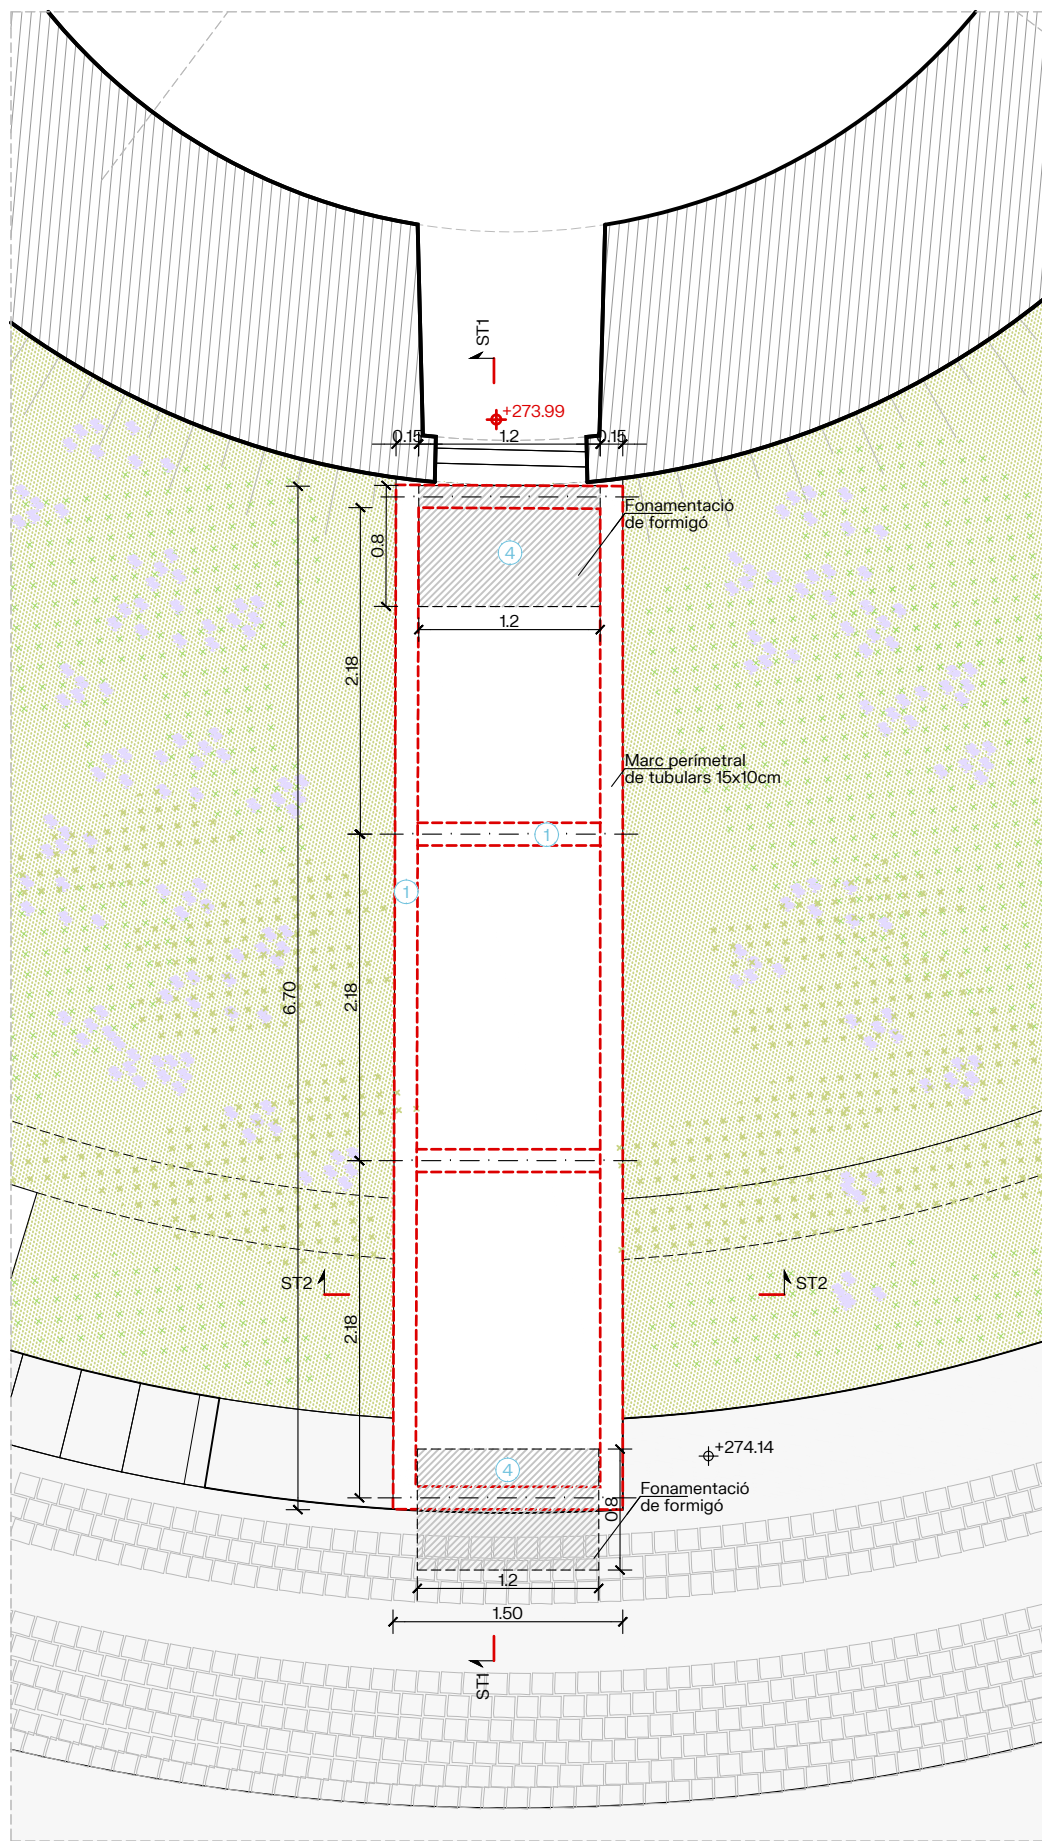 ST1
+273.99
0.15
1.2
0.15
Fonamentació
de formigó
0.8
4
1.2
2.18
Marc perímetral
de tubulars 15x10cm
1
1
6.70
2.18
ST2
ST2
2.18
+274.14
4
Fonamentació
de formigó
0.8
1.2
1.50
ST1